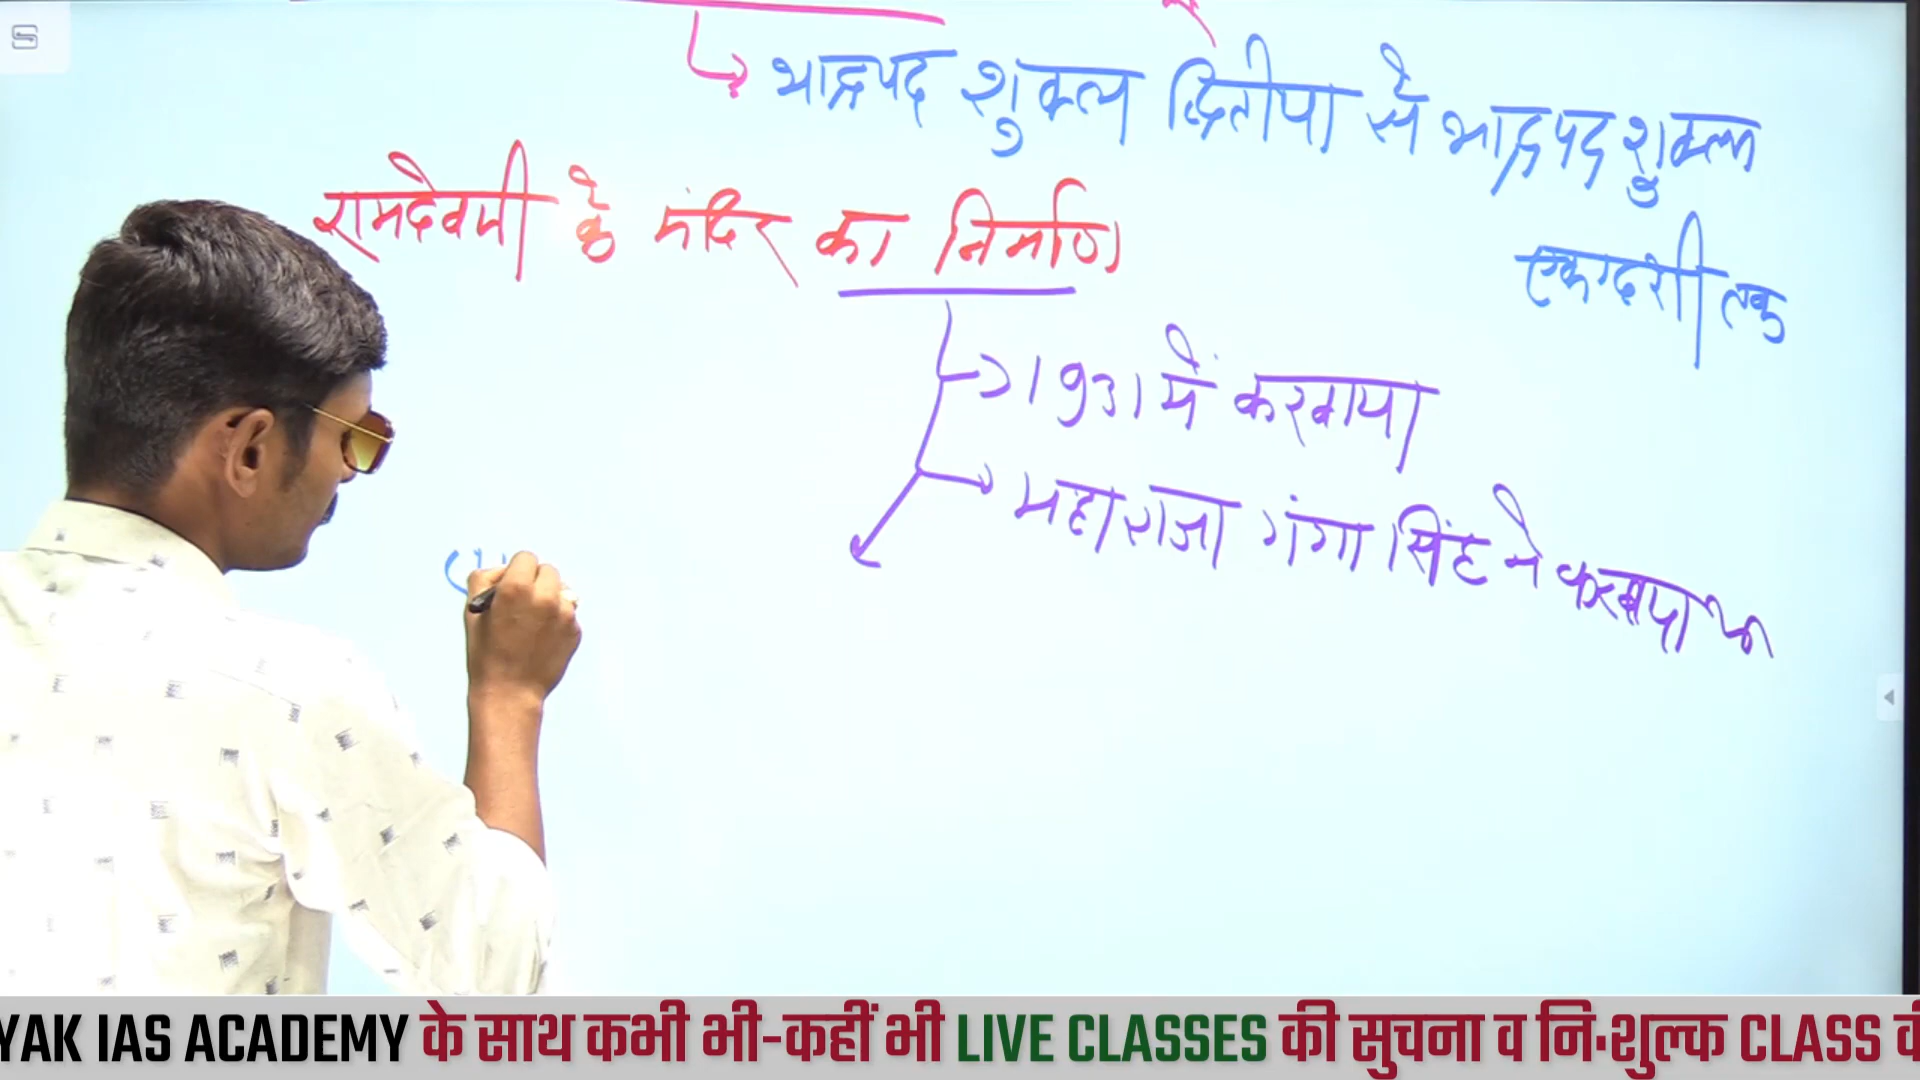 भाद्रपद शुक्ल द्वितीया से भाद्रपद शुक्ल
एकादशी तक
रामदेवजी के मंदिर का निर्माण
1931 में करवाया
महाराजा गंगा सिंह ने करवाया
YAK IAS ACADEMY के साथ कभी भी-कहीं भी LIVE CLASSES की सुचना व नि:शुल्क CLASS